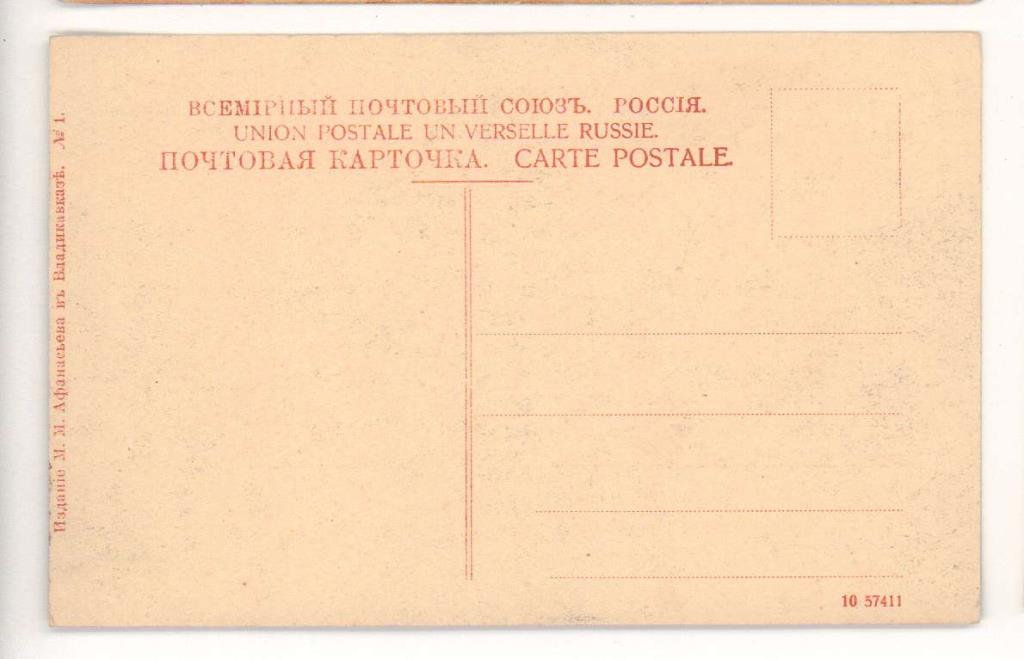 ВСЕМІРНЫЙ ПОЧТОВЫЙ СОЮЗЪ. РОССІЯ.
UNION POSTALE UNIVERSELLE RUSSIE.
ПОЧТОВАЯ КАРТОЧКА. CARTE POSTALE.
Изданіе М. М. Афанасьева въ Владикавказѣ. № 1.
10 57411